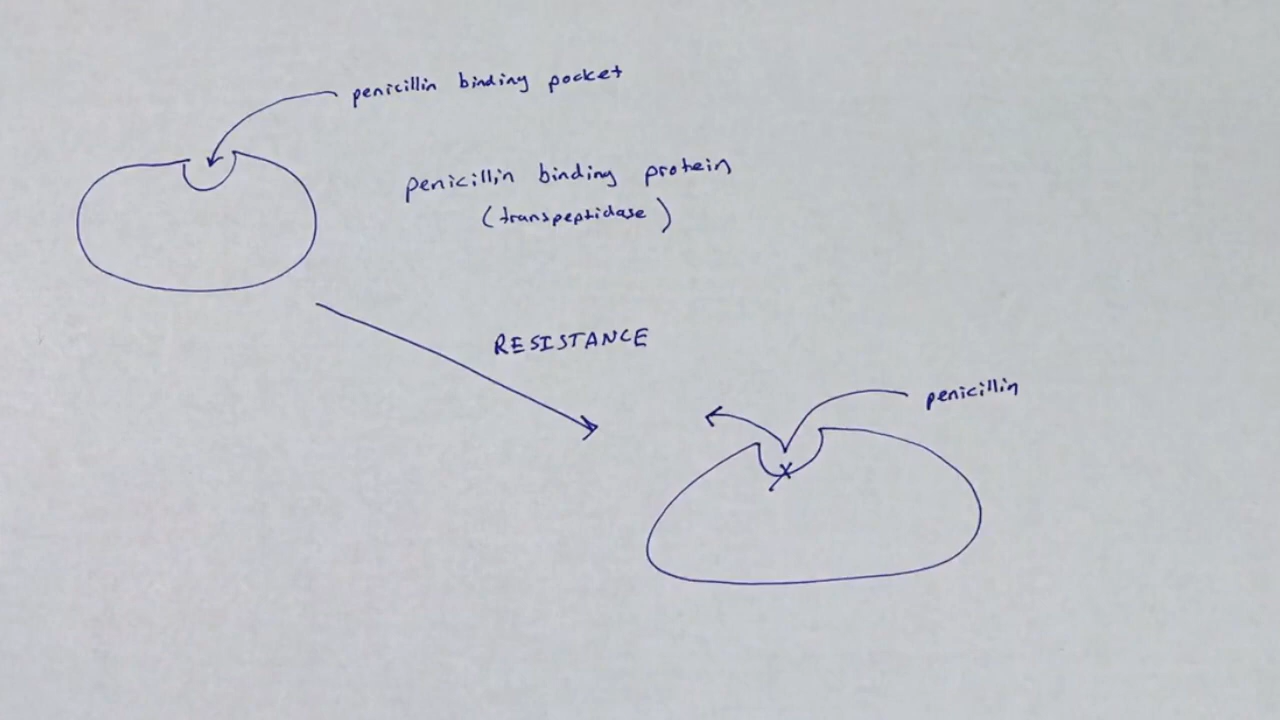 penicillin binding pocket
penicillin binding protein
(transpeptidase)
RESISTANCE
penicillin